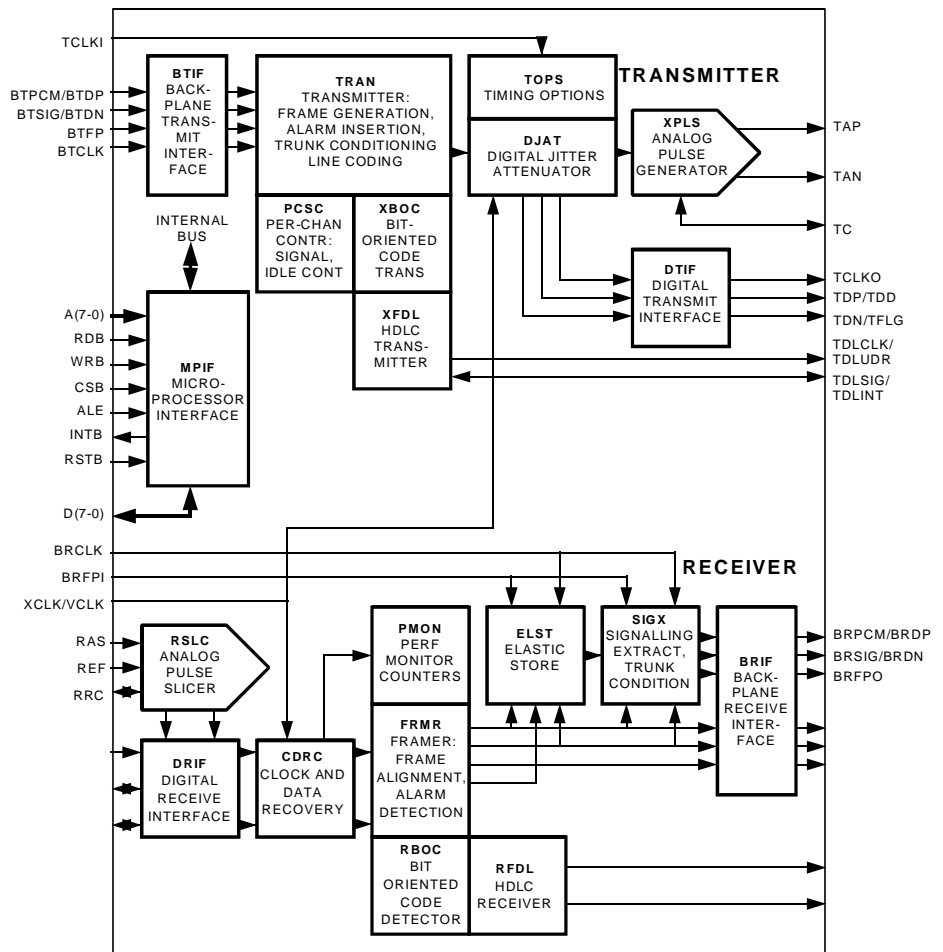 TCLKI
BTPCM/BTDP
BTSIG/BTDN
BTFP
BTCLK
BTIF
BACK-
PLANE
TRANS-
MIT
INTER-
FACE
TRAN
TRANSMITTER:
FRAME GENERATION,
ALARM INSERTION,
TRUNK CONDITIONING
LINE CODING
TOPS
TIMING OPTIONS
TRANSMITTER
DJAT
DIGITAL JITTER
ATTENUATOR
XPLS
ANALOG
PULSE
GENERATOR
TAP
TAN
TC
PCSC
PER-CHAN
CONTR:
SIGNAL,
IDLE CONT
XBOC
BIT-
ORIENTED
CODE
TRANS
DTIF
DIGITAL
TRANSMIT
INTERFACE
TCLKO
TDP/TDD
TDN/TFLG
TDLCLK/
TDLUDR
TDLSIG/
TDLINT
XFDL
HDLC
TRANS-
MITTER
INTERNAL
BUS
A(7-0)
RDB
WRB
CSB
ALE
INTB
RSTB
D(7-0)
MPIF
MICRO-
PROCESSOR
INTERFACE
BRCLK
BRFPI
XCLK/VCLK
RECEIVER
RAS
REF
RRC
RSLC
ANALOG
PULSE
SLICER
PMON
PERF
MONITOR
COUNTERS
ELST
ELASTIC
STORE
SIGX
SIGNALLING
EXTRACT,
TRUNK
CONDITION
BRIF
BACK-
PLANE
RECEIVE
INTER-
FACE
BRPCM/BRDP
BRSIG/BRDN
BRFPO
DRIF
DIGITAL
RECEIVE
INTERFACE
CDRC
CLOCK AND
DATA
RECOVERY
FRMR
FRAMER:
FRAME
ALIGNMENT,
ALARM
DETECTION
RBOC
BIT
ORIENTED
CODE
DETECTOR
RFDL
HDLC
RECEIVER